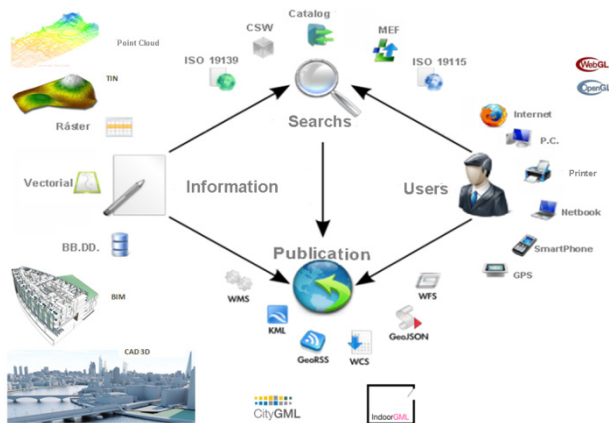 Catalog
CSW
MEF
Point Cloud
ISO 19139
ISO 19115
WebGL
OpenGL
TIN
Searchs
Internet
Ráster
P.C.
Printer
Vectorial
Information
Users
Netbook
BB.DD.
SmartPhone
Publication
GPS
WMS
WFS
BIM
KML
GeoJSON
GeoRSS
WCS
CAD 3D
CityGML
IndoorGML